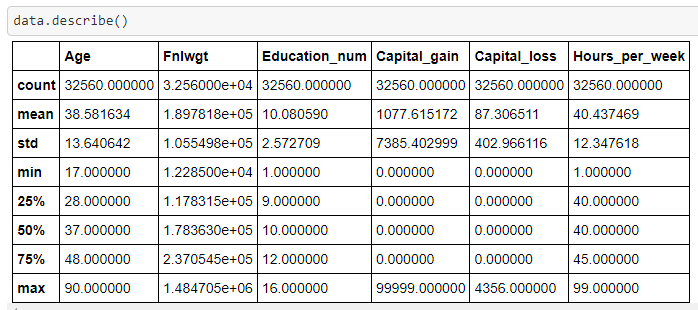 data.describe()
Age Fnlwgt Education_num Capital_gain Capital_loss Hours_per_week
count 32560.000000 3.256000e+04 32560.000000 32560.000000 32560.000000 32560.000000
mean 38.581634 1.897818e+05 10.080590 1077.615172 87.306511 40.437469
std 13.640642 1.055498e+05 2.572709 7385.402999 402.966116 12.347618
min 17.000000 1.228500e+04 1.000000 0.000000 0.000000 1.000000
25% 28.000000 1.178315e+05 9.000000 0.000000 0.000000 40.000000
50% 37.000000 1.783630e+05 10.000000 0.000000 0.000000 40.000000
75% 48.000000 2.370545e+05 12.000000 0.000000 0.000000 45.000000
max 90.000000 1.484705e+06 16.000000 99999.000000 4356.000000 99.000000